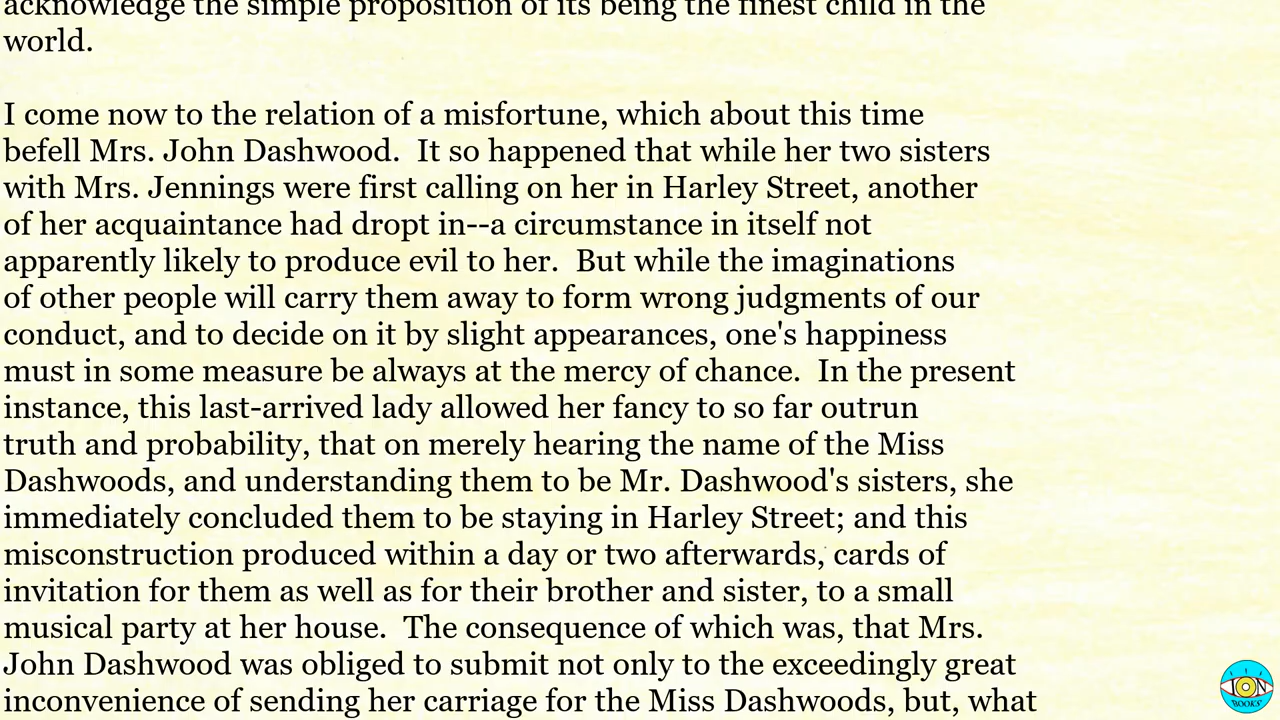 acknowledge the simple proposition of its being the finest child in the
world.
I come now to the relation of a misfortune, which about this time
befell Mrs. John Dashwood.  It so happened that while her two sisters
with Mrs. Jennings were first calling on her in Harley Street, another
of her acquaintance had dropt in--a circumstance in itself not
apparently likely to produce evil to her.  But while the imaginations
of other people will carry them away to form wrong judgments of our
conduct, and to decide on it by slight appearances, one's happiness
must in some measure be always at the mercy of chance.  In the present
instance, this last-arrived lady allowed her fancy to so far outrun
truth and probability, that on merely hearing the name of the Miss
Dashwoods, and understanding them to be Mr. Dashwood's sisters, she
immediately concluded them to be staying in Harley Street; and this
misconstruction produced within a day or two afterwards, cards of
invitation for them as well as for their brother and sister, to a small
musical party at her house.  The consequence of which was, that Mrs.
John Dashwood was obliged to submit not only to the exceedingly great
inconvenience of sending her carriage for the Miss Dashwoods, but, what
ION
BOOKS